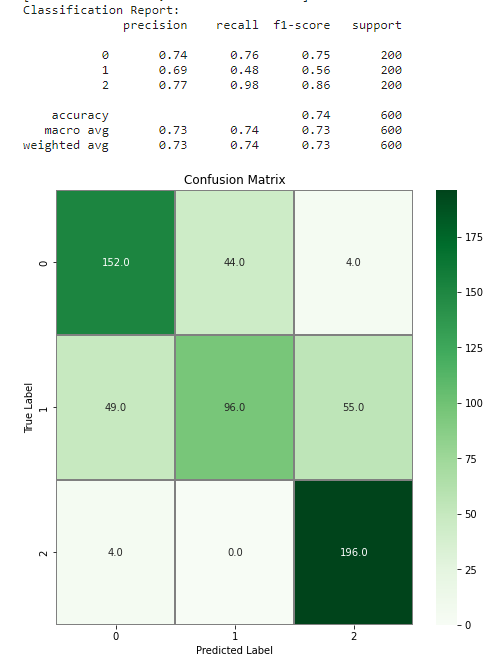 Classification Report:
precision recall f1-score support
0 0.74 0.76 0.75 200
1 0.69 0.48 0.56 200
2 0.77 0.98 0.86 200
accuracy 0.74 600
macro avg 0.73 0.74 0.73 600
weighted avg 0.73 0.74 0.73 600
Confusion Matrix
0 152.0 44.0 4.0
1 49.0 96.0 55.0
2 4.0 0.0 196.0
True Label
0 1 2
Predicted Label
175
150
125
100
75
50
25
0